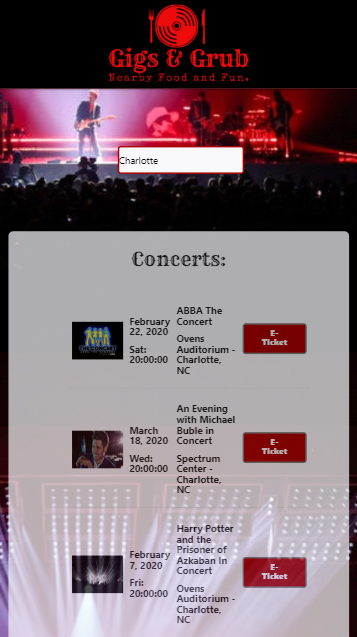 Gigs & Grub
Nearby Food and Fun.
Charlotte
Concerts:
February
22, 2020
Sat:
20:00:00
ABBA The
Concert
Ovens
Auditorium -
Charlotte,
NC
E-
Ticket
March
18, 2020
Wed:
20:00:00
An Evening
with Michael
Buble in
Concert
Spectrum
Center -
Charlotte,
NC
E-
Ticket
February
7, 2020
Fri:
20:00:00
Harry Potter
and the
Prisoner of
Azkaban In
Concert
Ovens
Auditorium -
Charlotte,
NC
E-
Ticket